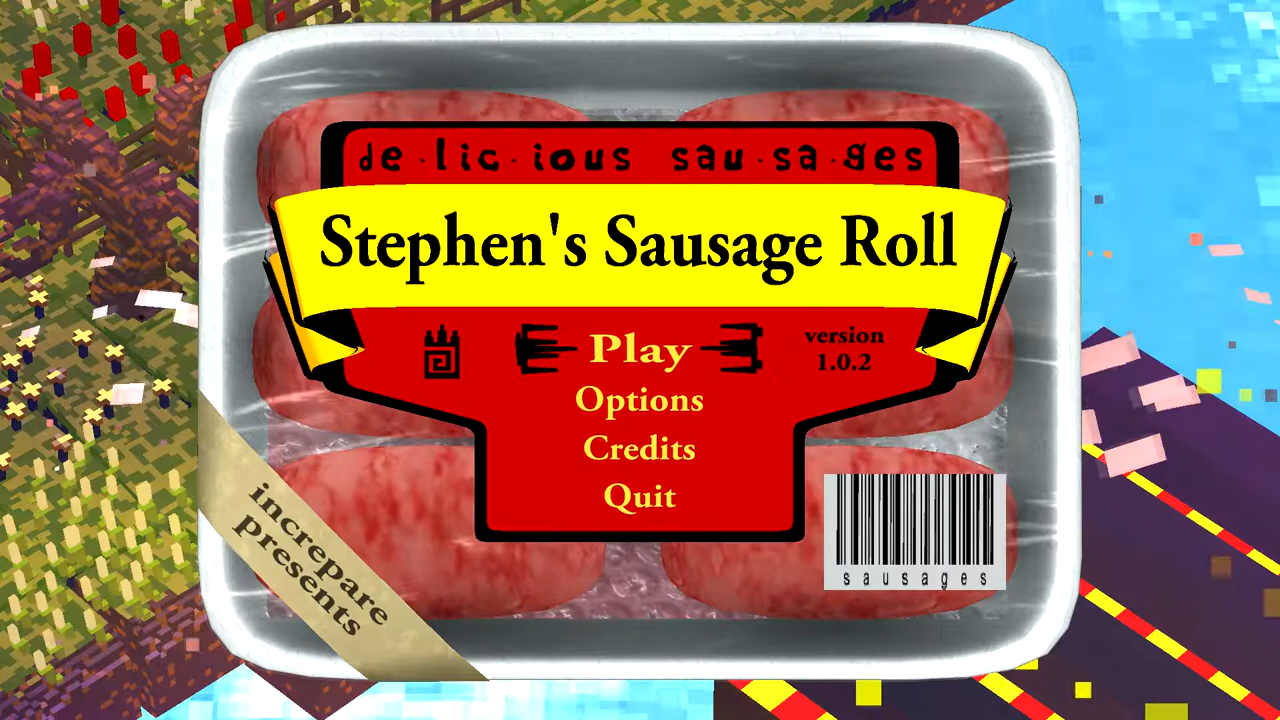 de·lic·ious sau·sa·ges
Stephen's Sausage Roll
Play
version
1.0.2
Options
Credits
Quit
increpare
presents
sausages